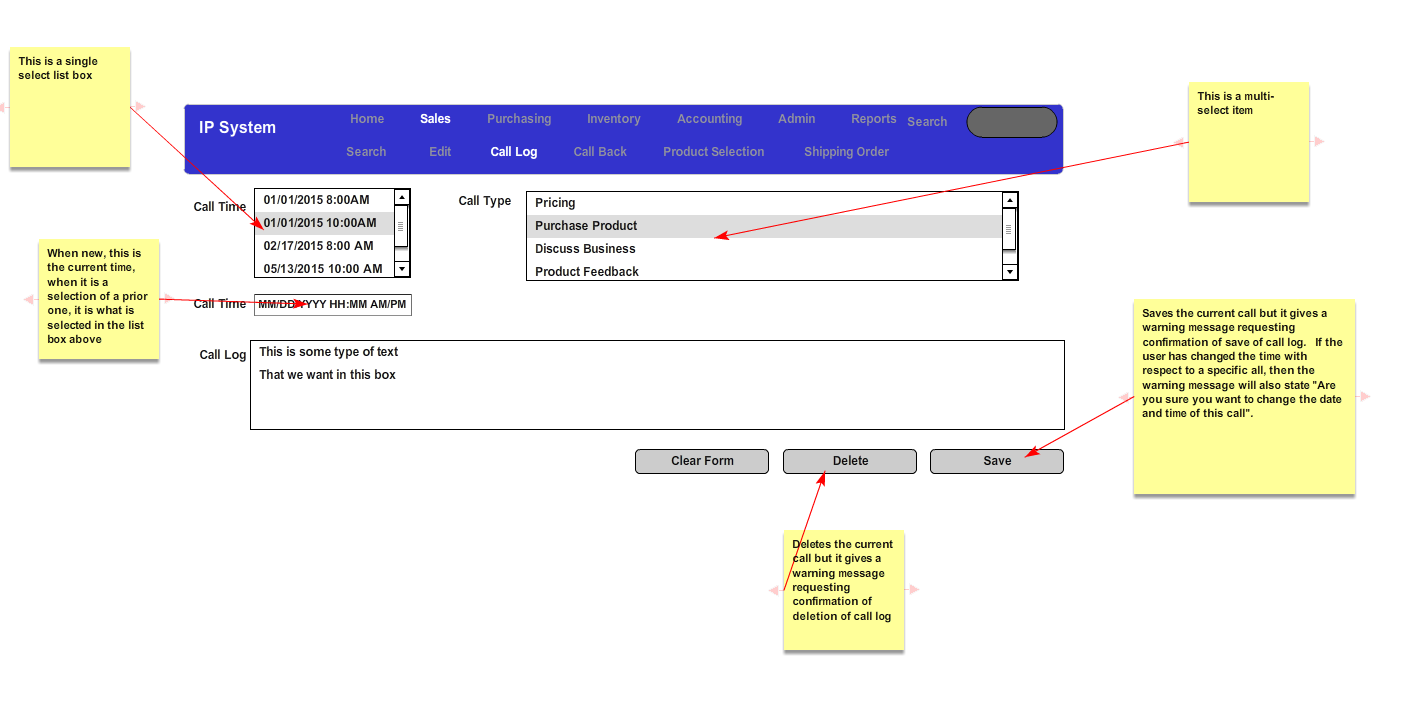 This is a single
select list box
This is a multi-
select item
IP System
Home Sales Purchasing Inventory Accounting Admin Reports Search
Search Edit Call Log Call Back Product Selection Shipping Order
Call Time
01/01/2015 8:00AM
01/01/2015 10:00AM
02/17/2015 8:00 AM
05/13/2015 10:00 AM
Call Type
Pricing
Purchase Product
Discuss Business
Product Feedback
When new, this is
the current time,
when it is a
selection of a prior
one, it is what is
selected in the list
box above
Call Time MM/DD/YYYY HH:MM AM/PM
Call Log
This is some type of text
That we want in this box
Saves the current call but it gives a
warning message requesting
confirmation of save of call log. If the
user has changed the time with
respect to a specific all, then the
warning message will also state "Are
you sure you want to change the date
and time of this call".
Clear Form Delete Save
Deletes the current
call but it gives a
warning message
requesting
confirmation of
deletion of call log